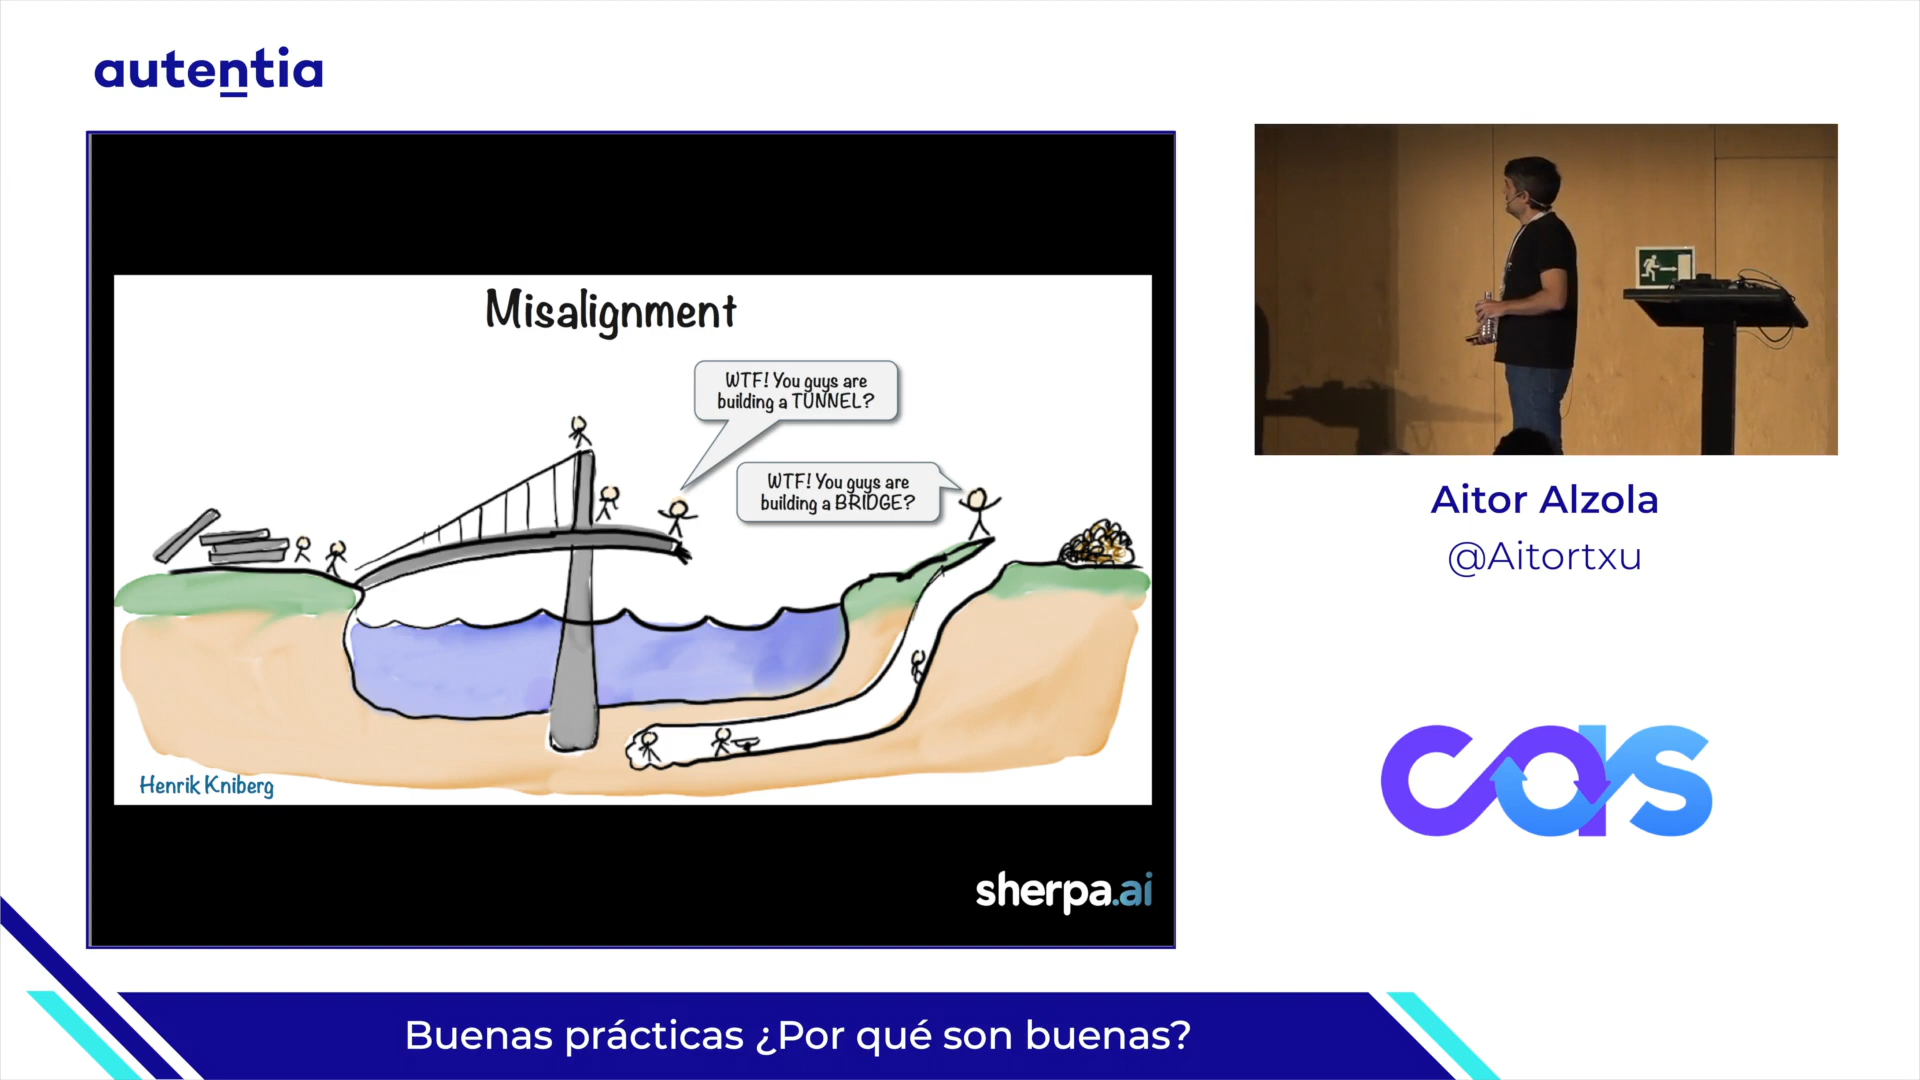 autentia
Misalignment
WTF! You guys are
building a TUNNEL?
WTF! You guys are
building a BRIDGE?
Henrik Kniberg
sherpa.ai
Aitor Alzola
@Aitortxu
cas
Buenas prácticas ¿Por qué son buenas?